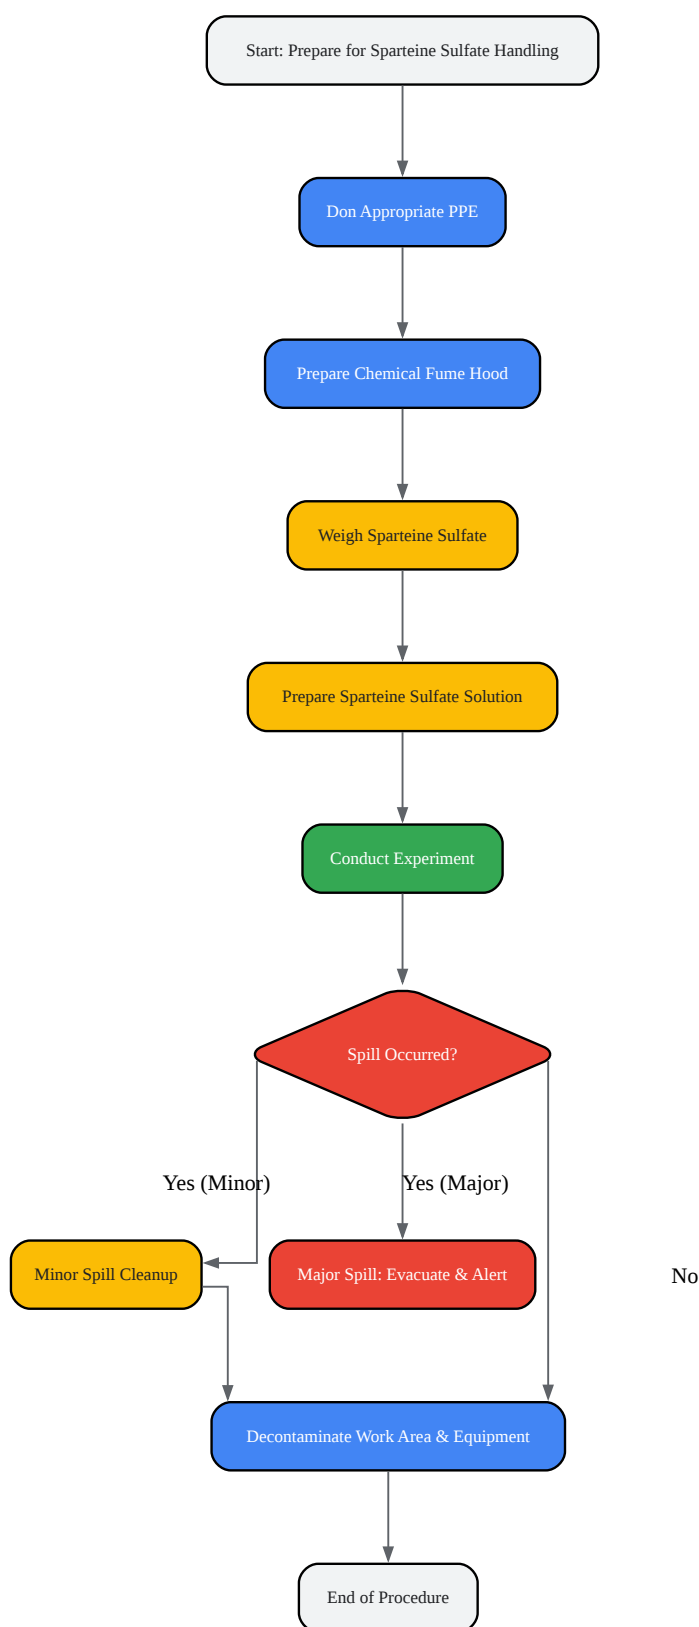 Start: Prepare for Sparteine Sulfate Handling
Don Appropriate PPE
Prepare Chemical Fume Hood
Weigh Sparteine Sulfate
Prepare Sparteine Sulfate Solution
Conduct Experiment
Spill Occurred?
Yes (Minor)
Yes (Major)
Minor Spill Cleanup
Major Spill: Evacuate & Alert
No
Decontaminate Work Area & Equipment
End of Procedure